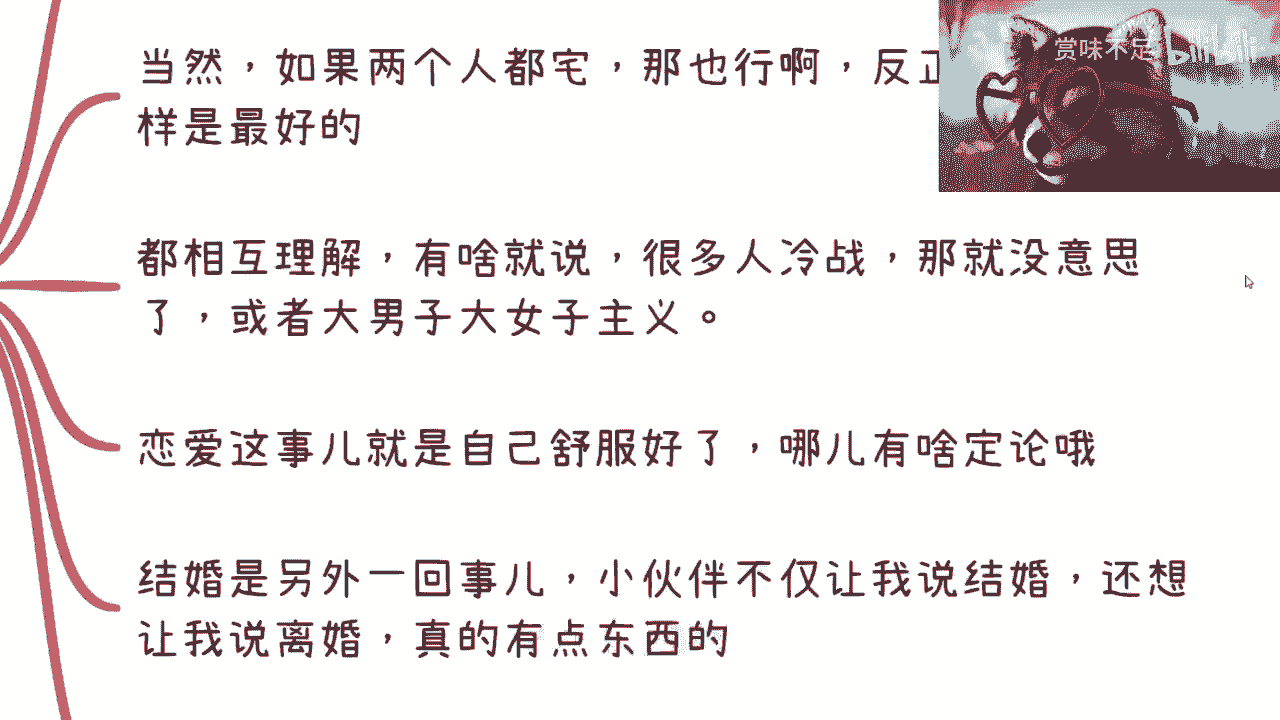 当然，如果两个人都宅，那也行啊，反正
样是最好的
都相互理解，有啥就说，很多人冷战，那就没意思
了，或者大男子大女子主义。
恋爱这事儿就是自己舒服好了，哪儿有啥定论哦
结婚是另外一回事儿，小伙伴不仅让我说结婚，还想
让我说离婚，真的有点东西的
赏味不足 bilibili